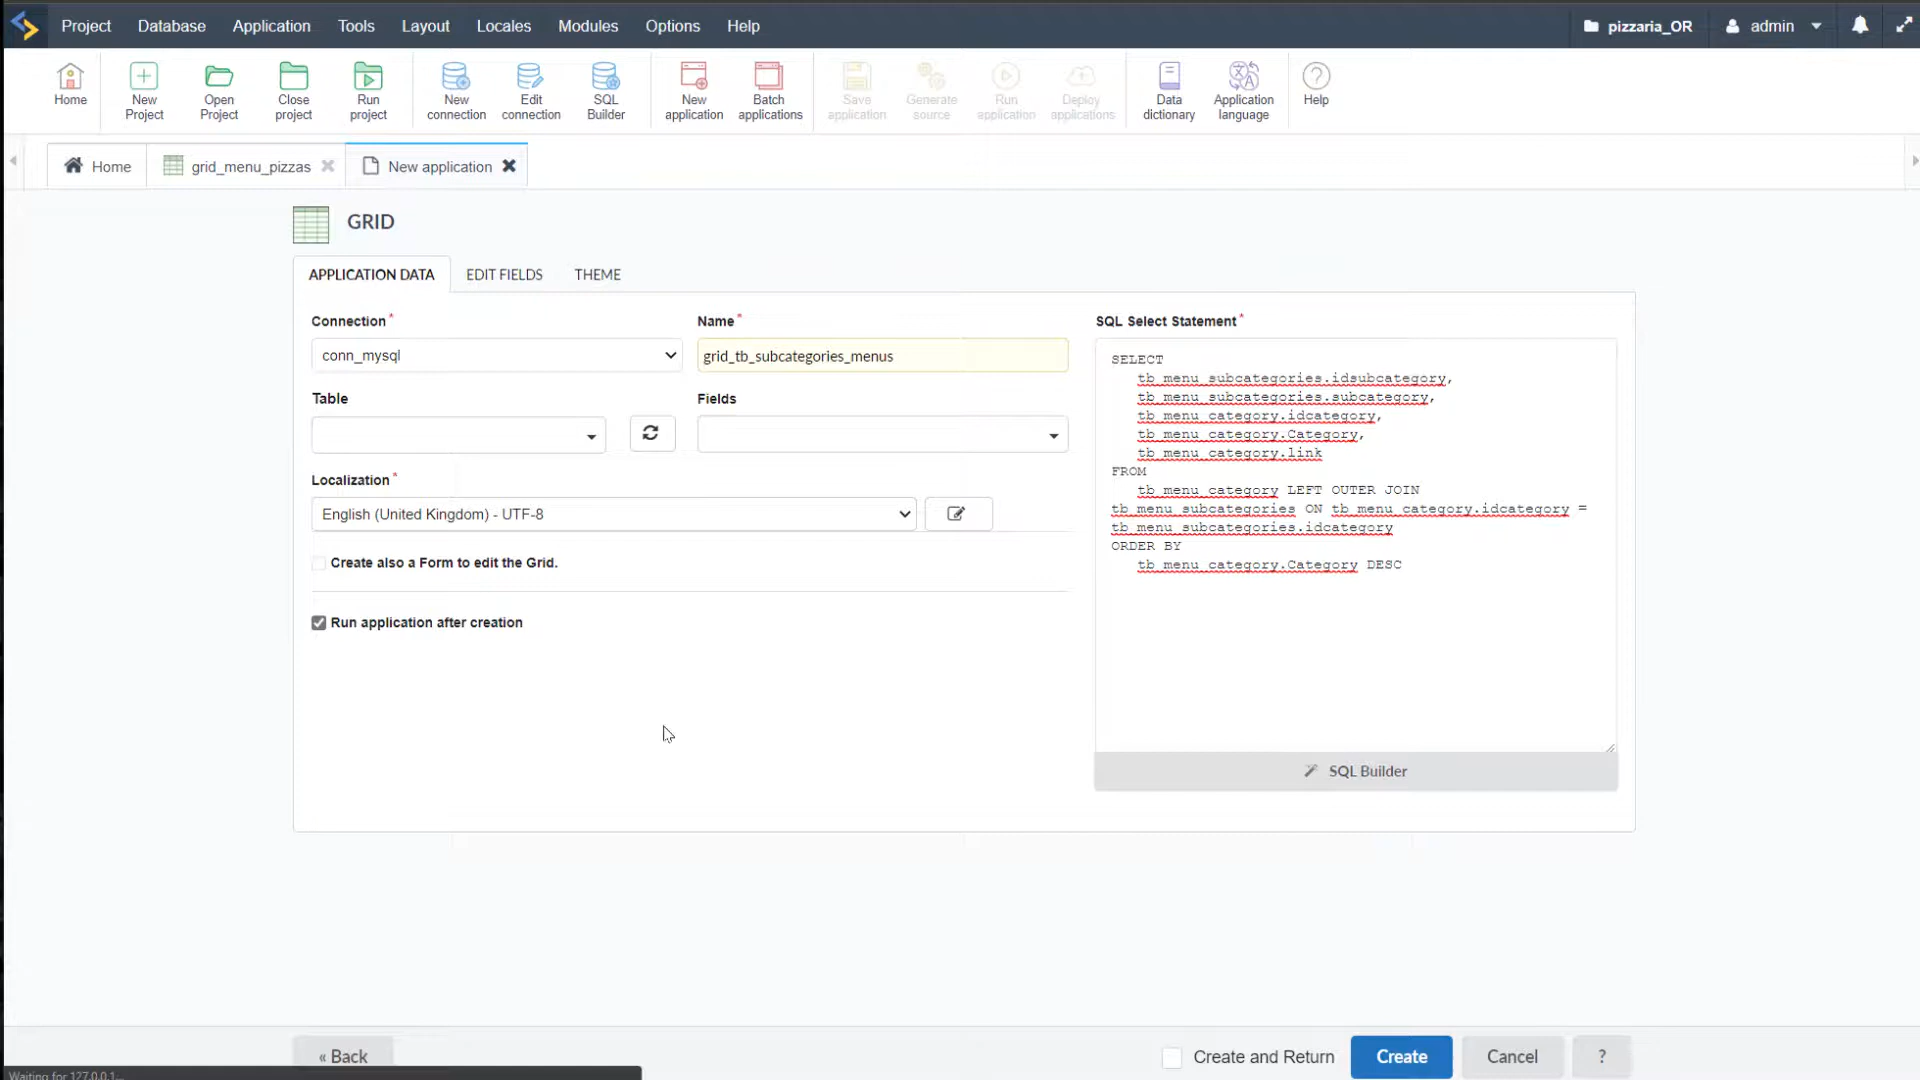 Project Database Application Tools Layout Locales Modules Options Help pizzaria_OR admin
Home New Project Open Project Close project Run project New connection Edit connection SQL Builder New application Batch applications Save application Generate source Run application Deploy applications Data dictionary Application language Help
Home grid_menu_pizzas New application
GRID
APPLICATION DATA EDIT FIELDS THEME
Connection *
conn_mysql
Name *
grid_tb_subcategories_menus
Table
Fields
Localization *
English (United Kingdom) - UTF-8
Create also a Form to edit the Grid.
Run application after creation
SQL Select Statement *
SELECT
tb_menu_subcategories.idsubcategory,
tb_menu_subcategories.subcategory,
tb_menu_category.idcategory,
tb_menu_category.Category,
tb_menu_category.link
FROM
tb_menu_category LEFT OUTER JOIN
tb_menu_subcategories ON tb_menu_category.idcategory =
tb_menu_subcategories.idcategory
ORDER BY
tb_menu_category.Category DESC
SQL Builder
« Back Create and Return Create Cancel ?
Waiting for 127.0.0.1...